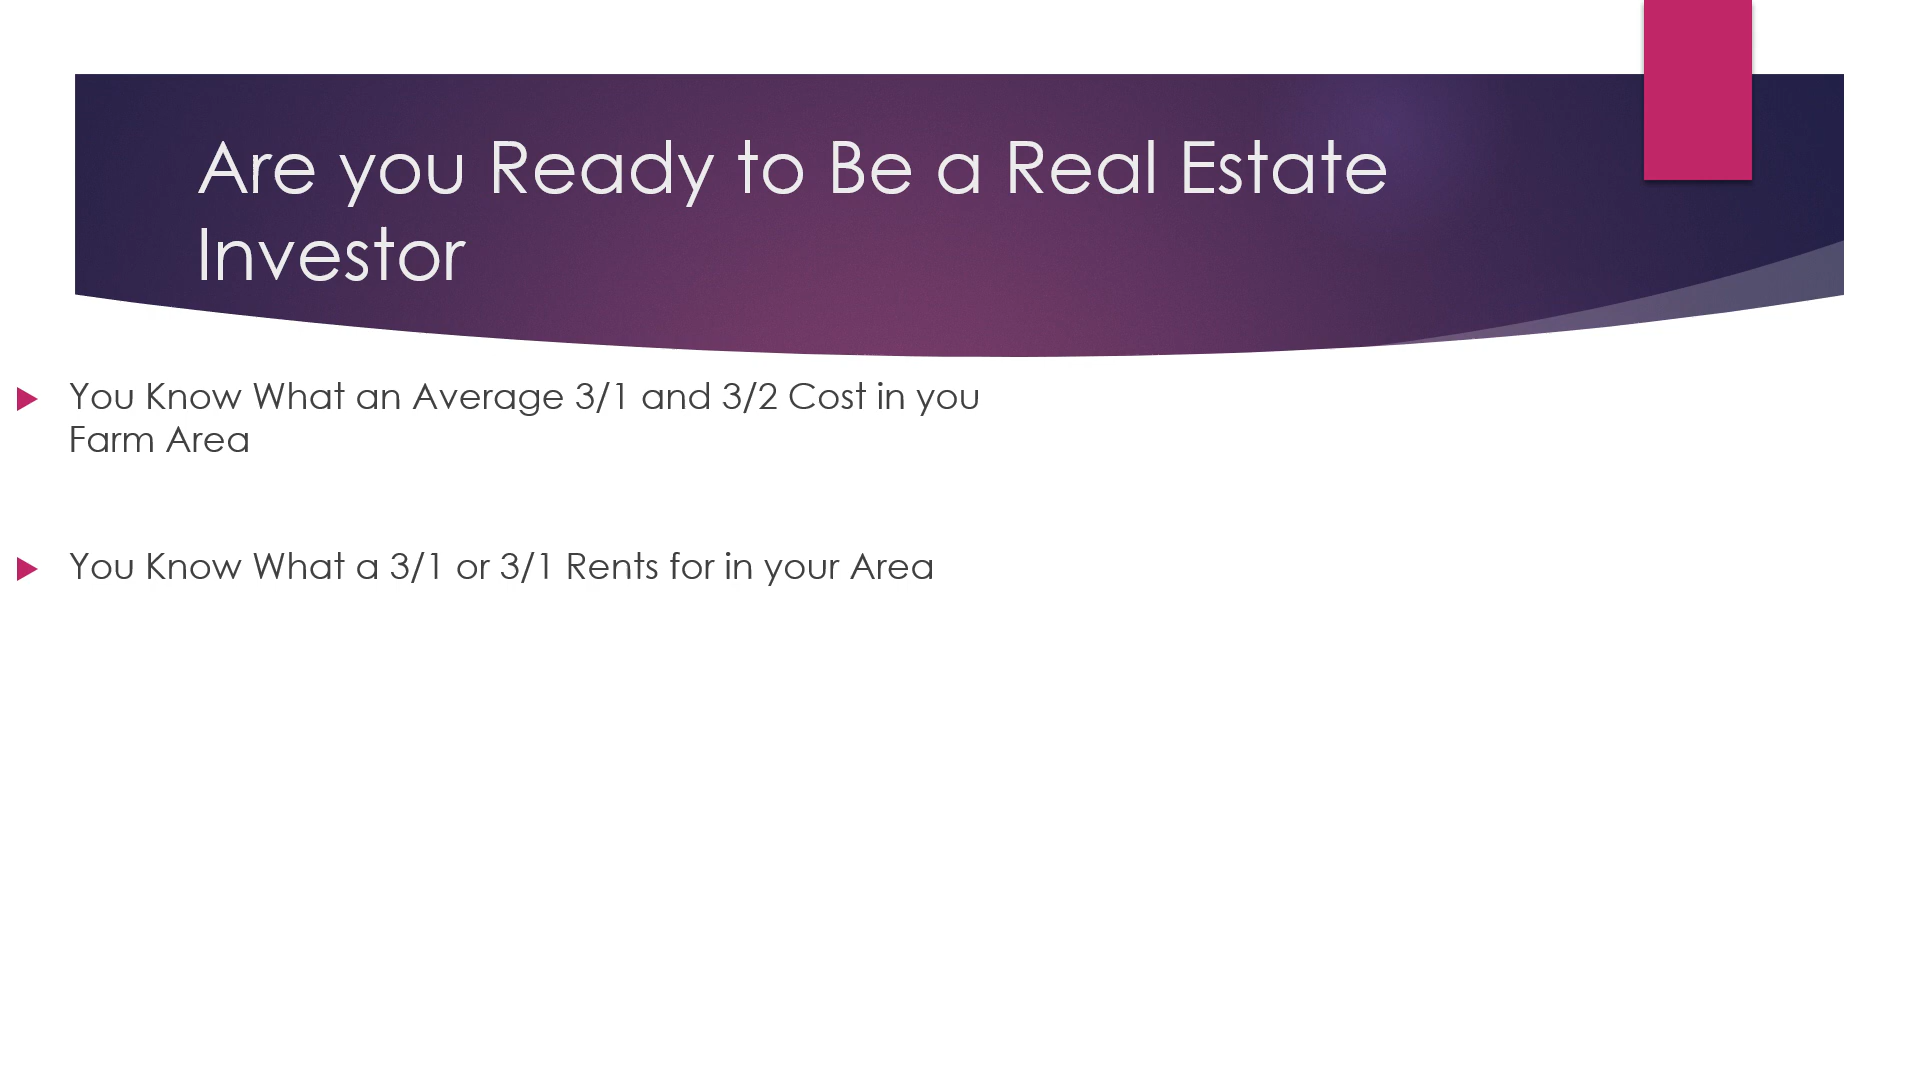 Are you Ready to Be a Real Estate
Investor
You Know What an Average 3/1 and 3/2 Cost in you
Farm Area
You Know What a 3/1 or 3/1 Rents for in your Area